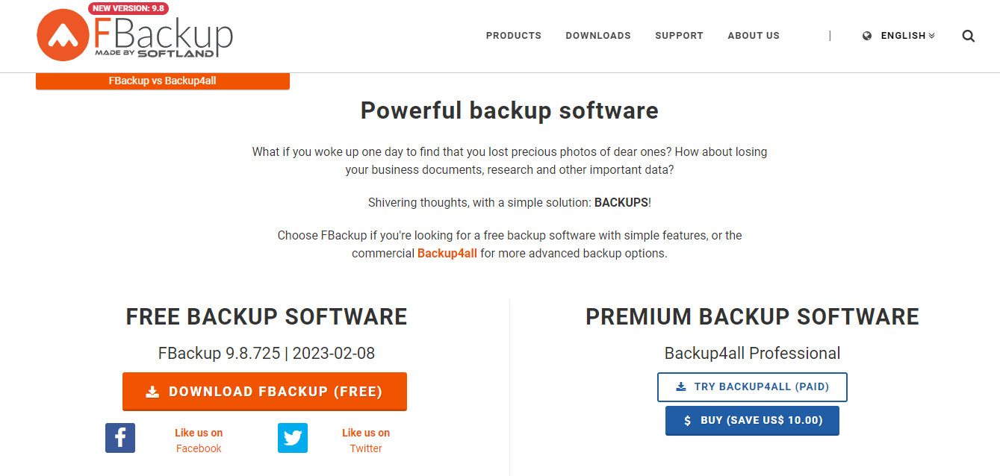 NEW VERSION: 9.8
FBackup
MADE BY SOFTLAND
PRODUCTS DOWNLOADS SUPPORT ABOUT US | ENGLISH
FBackup vs Backup4all
Powerful backup software
What if you woke up one day to find that you lost precious photos of dear ones? How about losing
your business documents, research and other important data?
Shivering thoughts, with a simple solution: BACKUPS!
Choose FBackup if you're looking for a free backup software with simple features, or the
commercial Backup4all for more advanced backup options.
FREE BACKUP SOFTWARE
FBackup 9.8.725 | 2023-02-08
DOWNLOAD FBACKUP (FREE)
Like us on
Facebook
Like us on
Twitter
PREMIUM BACKUP SOFTWARE
Backup4all Professional
TRY BACKUP4ALL (PAID)
$ BUY (SAVE US$ 10.00)